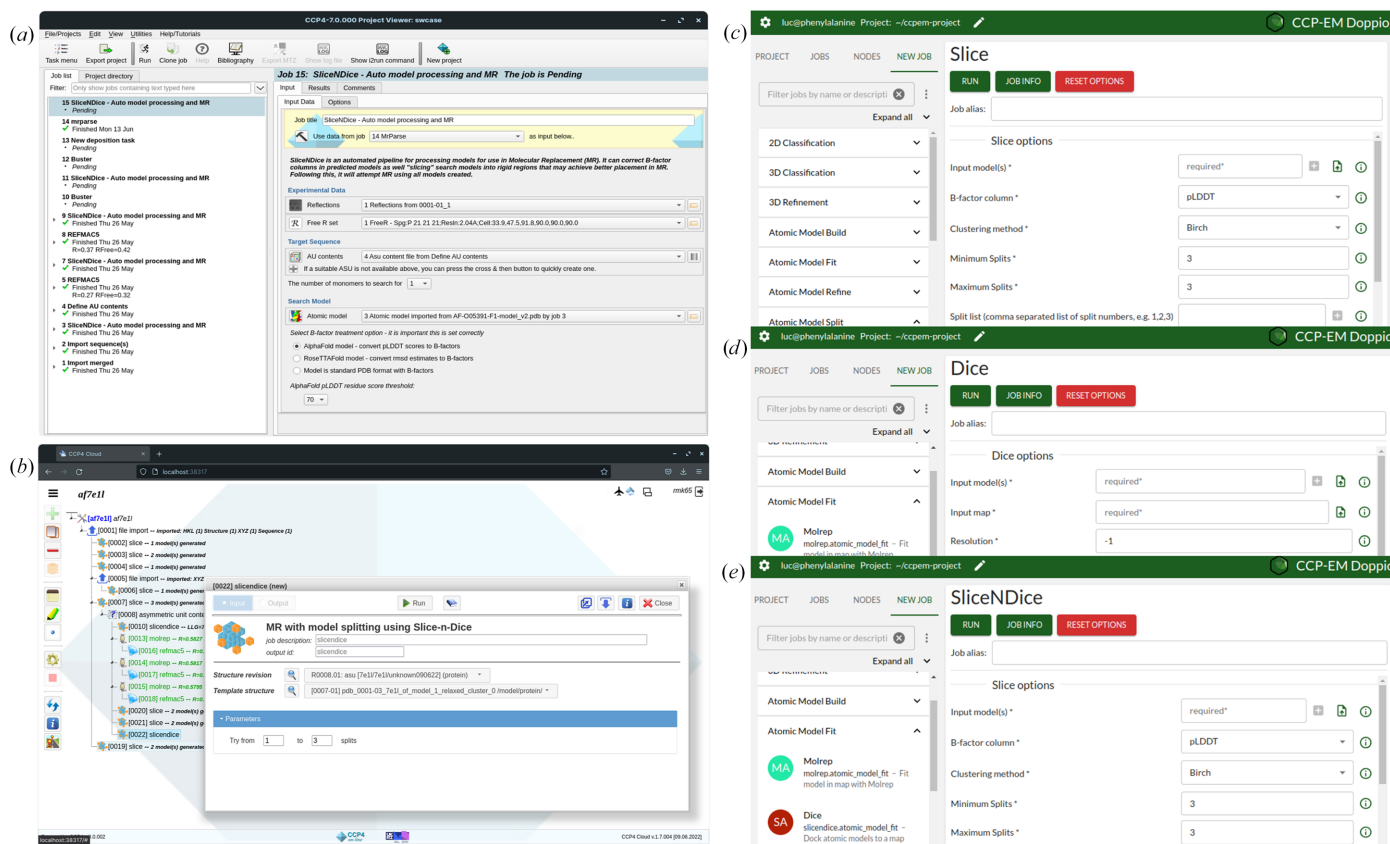 (a)
CCP4-7.0.000 Project Viewer: swcase
File/Projects Edit View Utilities Help/Tutorials
Task menu Export project Run Clone job Help Bibliography Export MTZ Show log file Show i2run command New project
Job list Project directory
Filter: Only show jobs containing text typed here
15 SliceNDice - Auto model processing and MR
Pending
14 mrparse
Finished Mon 13 Jun
13 New deposition task
Pending
12 Buster
Pending
11 SliceNDice - Auto model processing and MR
Pending
10 Buster
Pending
9 SliceNDice - Auto model processing and MR
Finished Thu 26 May
8 REFMAC5
Finished Thu 26 May
R=0.37 RFree=0.42
7 SliceNDice - Auto model processing and MR
Finished Thu 26 May
5 REFMAC5
Finished Thu 26 May
R=0.27 RFree=0.32
4 Define AU contents
Finished Thu 26 May
3 SliceNDice - Auto model processing and MR
Finished Thu 26 May
2 Import sequence(s)
Finished Thu 26 May
1 Import merged
Finished Thu 26 May
Job 15: SliceNDice - Auto model processing and MR The job is Pending
Input Results Comments
Input Data Options
Job title SliceNDice - Auto model processing and MR
Use data from job 14 MrParse as input below..
SliceNDice is an automated pipeline for processing models for use in Molecular Replacement (MR). It can correct B-factor
columns in predicted models as well "slicing" search models into rigid regions that may achieve better placement in MR.
Following this, it will attempt MR using all models created.
Experimental Data
Reflections 1 Reflections from 0001-01_1
Free R set 1 FreeR - Spg:P 21 21 21;Resln:2.04A;Cell:33.9,47.5,91.8,90.0,90.0,90.0
Target Sequence
AU contents 4 Asu content file from Define AU contents
If a suitable ASU is not available above, you can press the cross & then button to quickly create one.
The number of monomers to search for 1
Search Model
Atomic model 3 Atomic model imported from AF-O05391-F1-model_v2.pdb by job 3
Select B-factor treatment option - it is important this is set correctly
AlphaFold model - convert pLDDT scores to B-factors
RoseTTAFold model - convert rmsd estimates to B-factors
Model is standard PDB format with B-factors
AlphaFold pLDDT residue score threshold:
70
(b)
CCP4 Cloud
localhost:38317
af7e1l
rmk65
[af7e1l] af7e1l
[0001] file import -- imported: HKL (1) Structure (1) XYZ (1) Sequence (1)
[0002] slice -- 1 model(s) generated
[0003] slice -- 2 model(s) generated
[0004] slice -- 1 model(s) generated
[0005] file import -- imported: XYZ
[0006] slice -- 1 model(s) gener
[0007] slice -- 3 model(s) generated
[0008] asymmetric unit conte
[0010] slicendice -- LLG=
[0013] molrep -- R=0.5827
[0016] refmac5 -- R=0.
[0014] molrep -- R=0.5817
[0017] refmac5 -- R=0.
[0015] molrep -- R=0.5795
[0018] refmac5 -- R=0.
[0020] slice -- 2 model(s) g
[0021] slice -- 2 model(s) g
[0022] slicendice
[0019] slice -- 2 model(s) generated
[0022] slicendice (new)
Input Output Run Close
MR with model splitting using Slice-n-Dice
job description: slicendice
output id: slicendice
Structure revision R0008.01: asu [7e1l/7e1l/unknown090622] (protein)
Template structure [0007-01] pdb_0001-03_7e1l_of_model_1_relaxed_cluster_0 /model/protein/
Parameters
Try from 1 to 3 splits
localhost:38317/#
.0.002
CCP4
CCP4 Cloud v.1.7.004 [09.06.2022]
(c)
luc@phenylalanine Project: ~/ccpem-project CCP-EM Doppio
PROJECT JOBS NODES NEW JOB
Filter jobs by name or descripti
Expand all
2D Classification
3D Classification
3D Refinement
Atomic Model Build
Atomic Model Fit
Atomic Model Refine
Atomic Model Split
Slice
RUN JOB INFO RESET OPTIONS
Job alias:
Slice options
Input model(s) * required*
B-factor column * pLDDT
Clustering method * Birch
Minimum Splits * 3
Maximum Splits * 3
Split list (comma separated list of split numbers, e.g. 1,2,3)
(d)
luc@phenylalanine Project: ~/ccpem-project CCP-EM Doppio
PROJECT JOBS NODES NEW JOB
Filter jobs by name or descripti
Expand all
3D Refinement
Atomic Model Build
Atomic Model Fit
MA Molrep
molrep.atomic_model_fit – Fit
model in map with Molrep
Dice
RUN JOB INFO RESET OPTIONS
Job alias:
Dice options
Input model(s) * required*
Input map * required*
Resolution * -1
(e)
luc@phenylalanine Project: ~/ccpem-project CCP-EM Doppio
PROJECT JOBS NODES NEW JOB
Filter jobs by name or descripti
Expand all
3D Refinement
Atomic Model Build
Atomic Model Fit
MA Molrep
molrep.atomic_model_fit – Fit
model in map with Molrep
SA Dice
slicendice.atomic_model_fit –
Dock atomic models to a map
SliceNDice
RUN JOB INFO RESET OPTIONS
Job alias:
Slice options
Input model(s) * required*
B-factor column * pLDDT
Clustering method * Birch
Minimum Splits * 3
Maximum Splits * 3